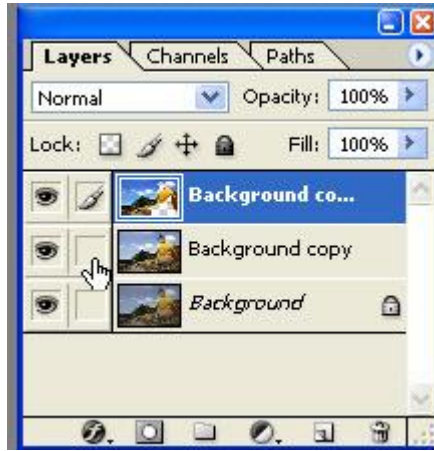 Layers Channels Paths
Normal Opacity: 100%
Lock: Fill: 100%
Background co...
Background copy
Background